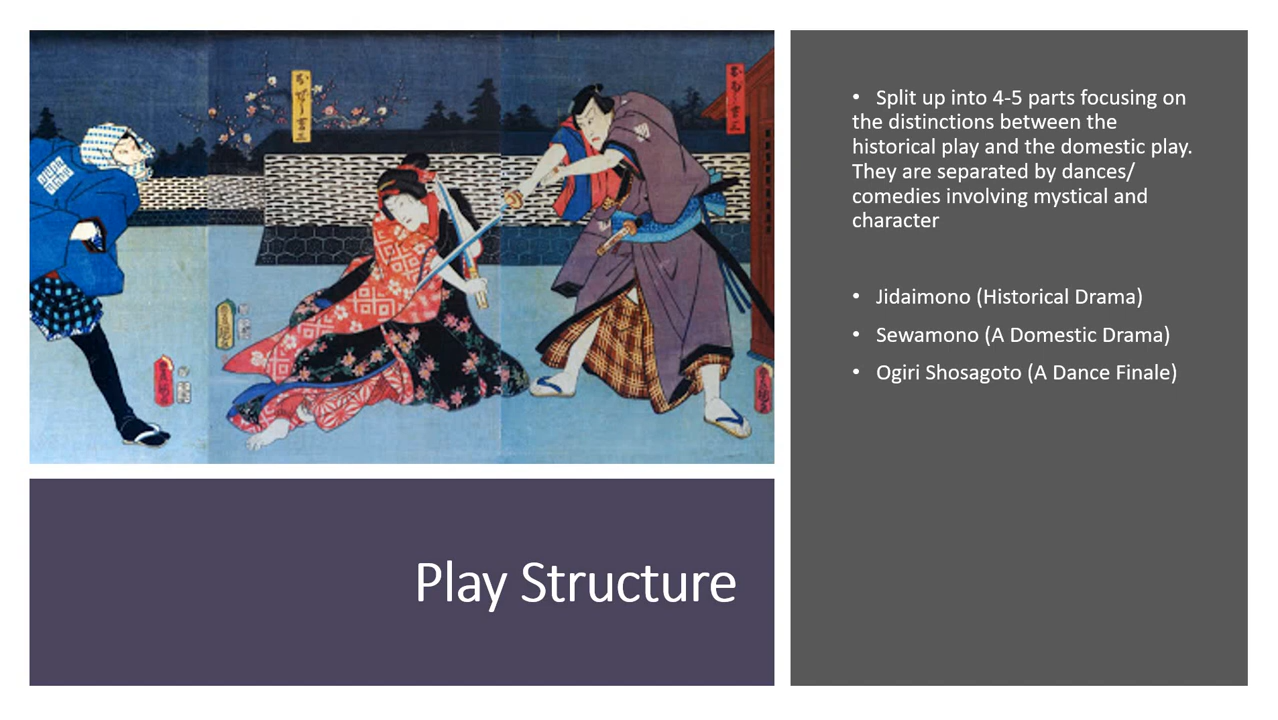 • Split up into 4-5 parts focusing on
the distinctions between the
historical play and the domestic play.
They are separated by dances/
comedies involving mystical and
character
• Jidaimono (Historical Drama)
• Sewamono (A Domestic Drama)
• Ogiri Shosagoto (A Dance Finale)
Play Structure